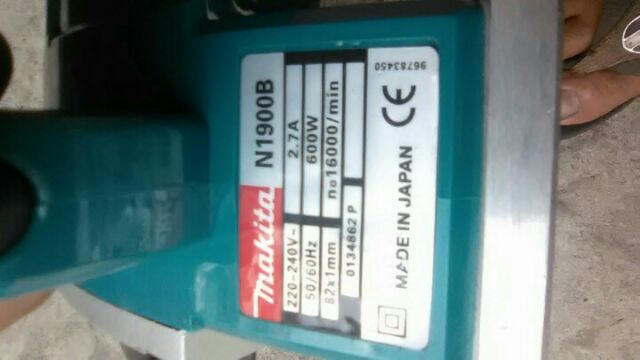 makita N1900B
220-240V~ 2.7A
50/60Hz 600W
82x1mm no16000/min
0134862 P
MADE IN JAPAN CE
96783450